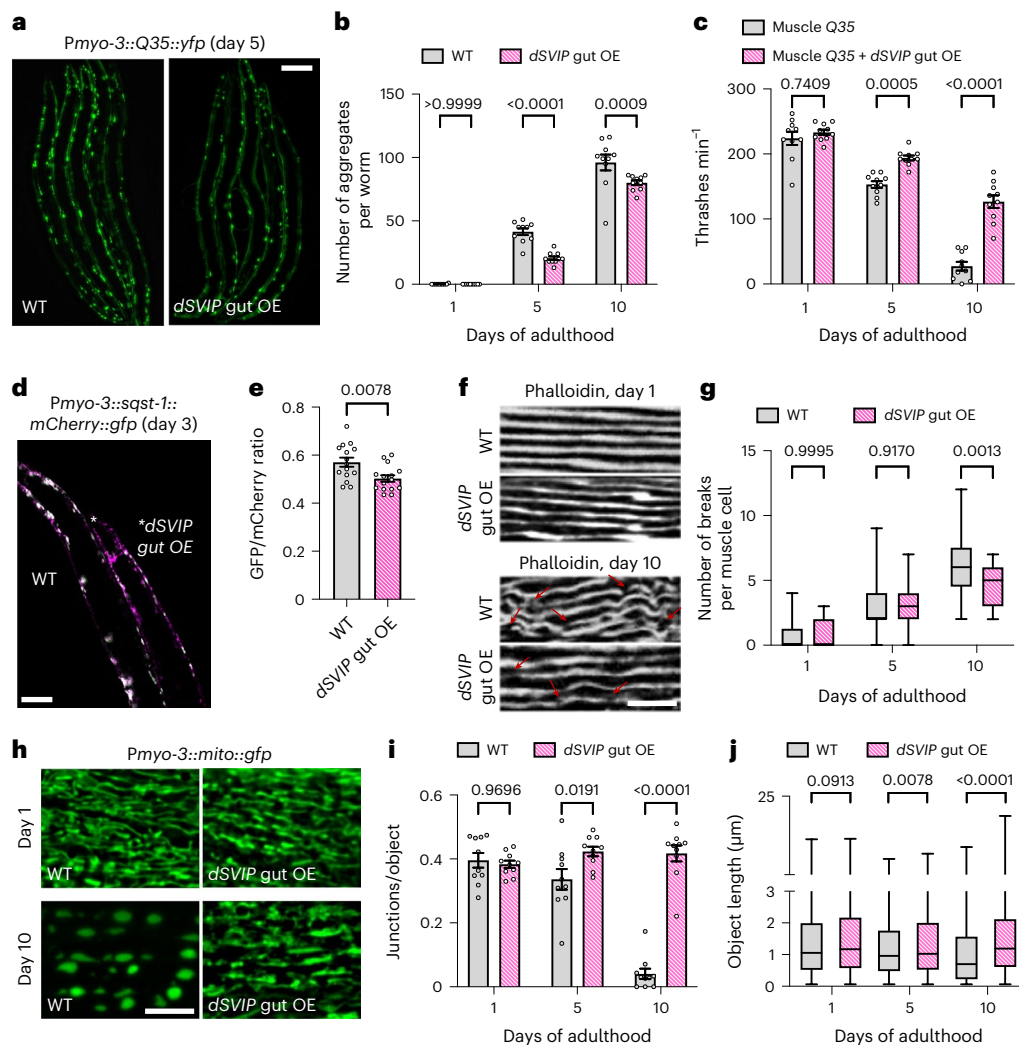 a
Pmyo-3::Q35::yfp (day 5)
WT
dSVIP gut OE
b
WT
dSVIP gut OE
Number of aggregates
per worm
150
100
50
0
>0.9999
<0.0001
0.0009
1
5
10
Days of adulthood
c
Muscle Q35
Muscle Q35 + dSVIP gut OE
Thrashes min⁻¹
300
200
100
0
0.7409
0.0005
<0.0001
1
5
10
Days of adulthood
d
Pmyo-3::sqst-1::
mCherry::gfp (day 3)
*
*dSVIP
gut OE
WT
e
GFP/mCherry ratio
0.8
0.6
0.4
0.2
0
0.0078
WT
dSVIP gut OE
f
Phalloidin, day 1
WT
dSVIP
gut OE
Phalloidin, day 10
WT
dSVIP
gut OE
g
WT
dSVIP gut OE
Number of breaks
per muscle cell
15
10
5
0
0.9995
0.9170
0.0013
1
5
10
Days of adulthood
h
Pmyo-3::mito::gfp
Day 1
WT
dSVIP gut OE
Day 10
WT
dSVIP gut OE
i
WT
dSVIP gut OE
Junctions/object
0.6
0.4
0.2
0
0.9696
0.0191
<0.0001
1
5
10
Days of adulthood
j
WT
dSVIP gut OE
Object length (μm)
25
3
2
1
0
0.0913
0.0078
<0.0001
1
5
10
Days of adulthood